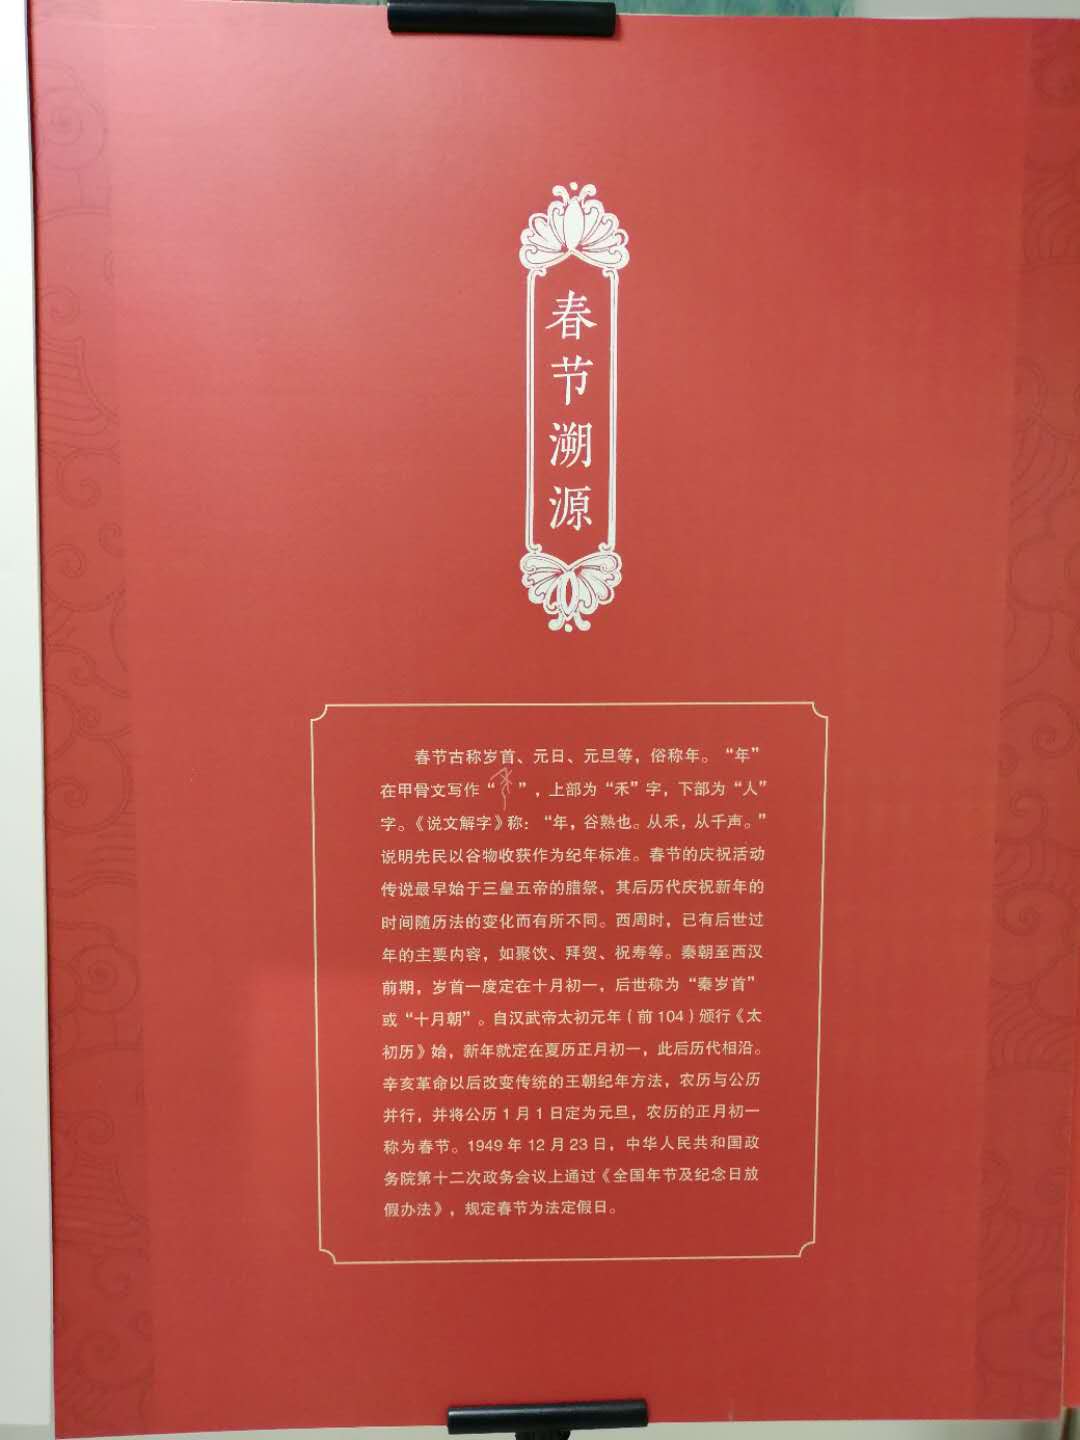 春节溯源
春节古称岁首、元日、元旦等，俗称年。“年”
在甲骨文写作“ ”，上部为“禾”字，下部为“人”
字。《说文解字》称：“年，谷熟也。从禾，从千声。”
说明先民以谷物收获作为纪年标准。春节的庆祝活动
传说最早始于三皇五帝的腊祭，其后历代庆祝新年的
时间随历法的变化而有所不同。西周时，已有后世过
年的主要内容，如聚饮、拜贺、祝寿等。秦朝至西汉
前期，岁首一度定在十月初一，后世称为“秦岁首”
或“十月朝”。自汉武帝太初元年（前104）颁行《太
初历》始，新年就定在夏历正月初一，此后历代相沿。
辛亥革命以后改变传统的王朝纪年方法，农历与公历
并行，并将公历1月1日定为元旦，农历的正月初一
称为春节。1949年12月23日，中华人民共和国政
务院第十二次政务会议上通过《全国年节及纪念日放
假办法》，规定春节为法定假日。